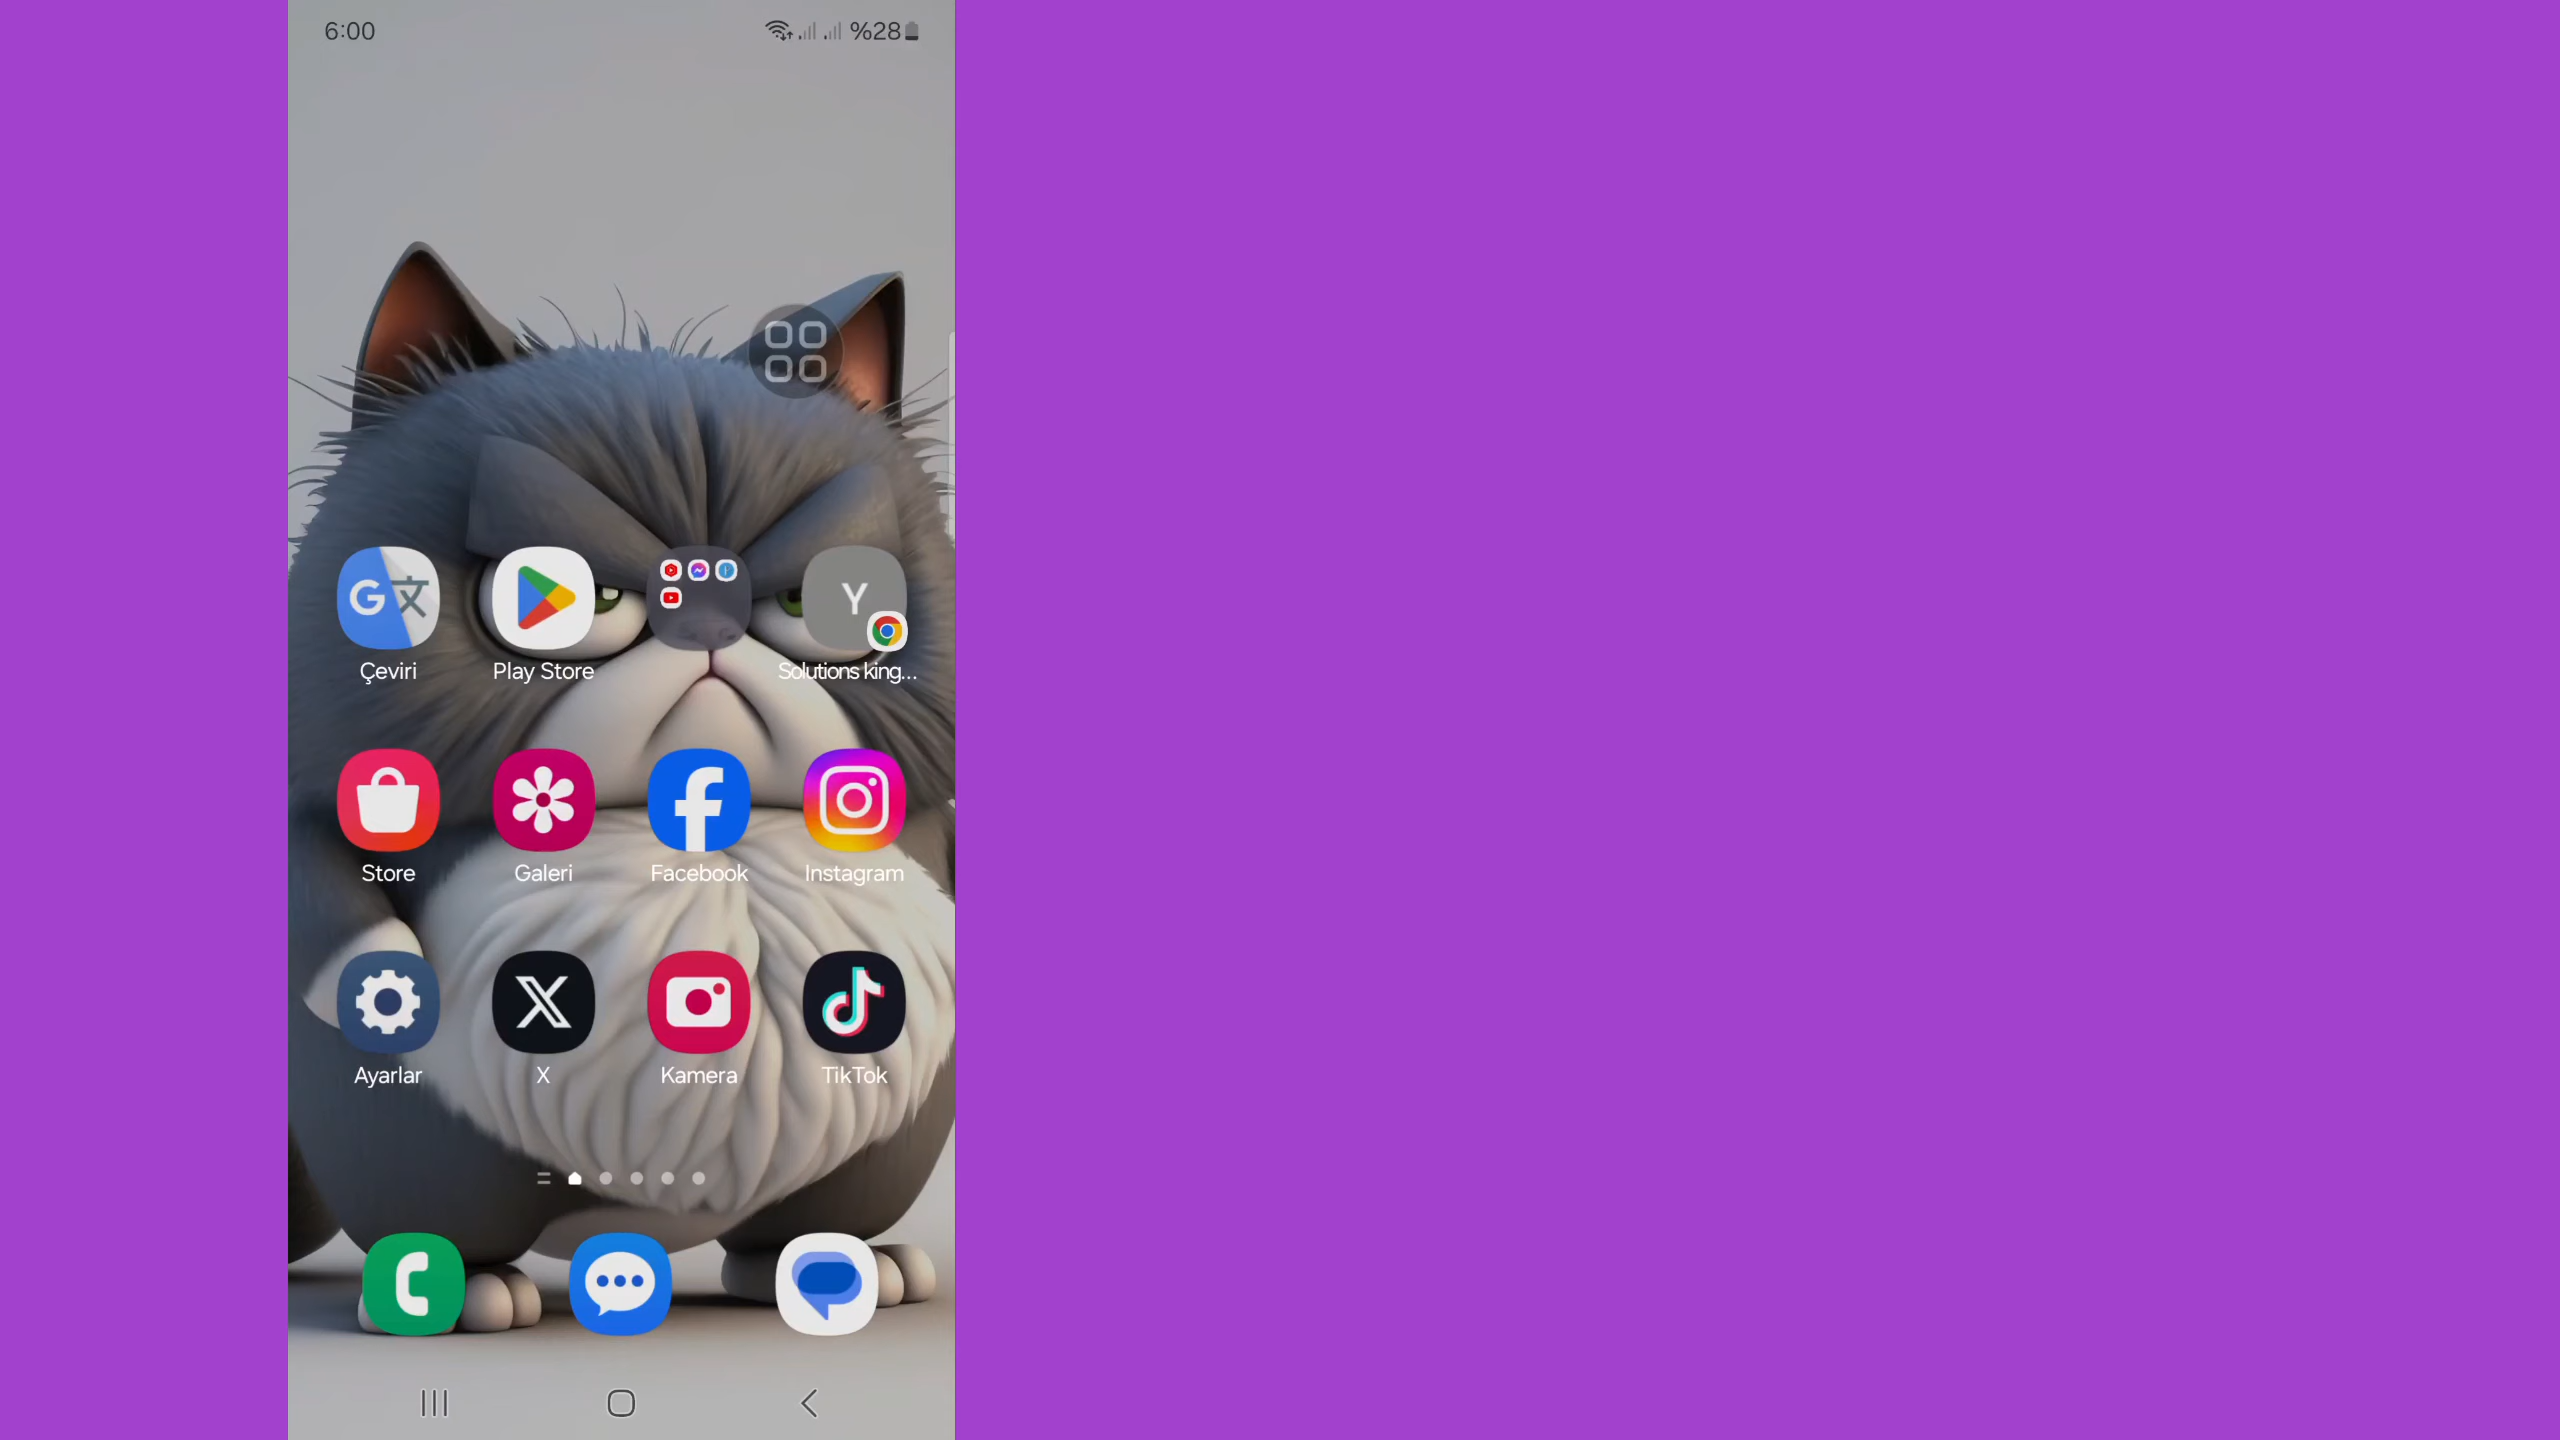 6:00 %28
Çeviri Play Store Solutions king...
Store Galeri Facebook Instagram
Ayarlar X Kamera TikTok